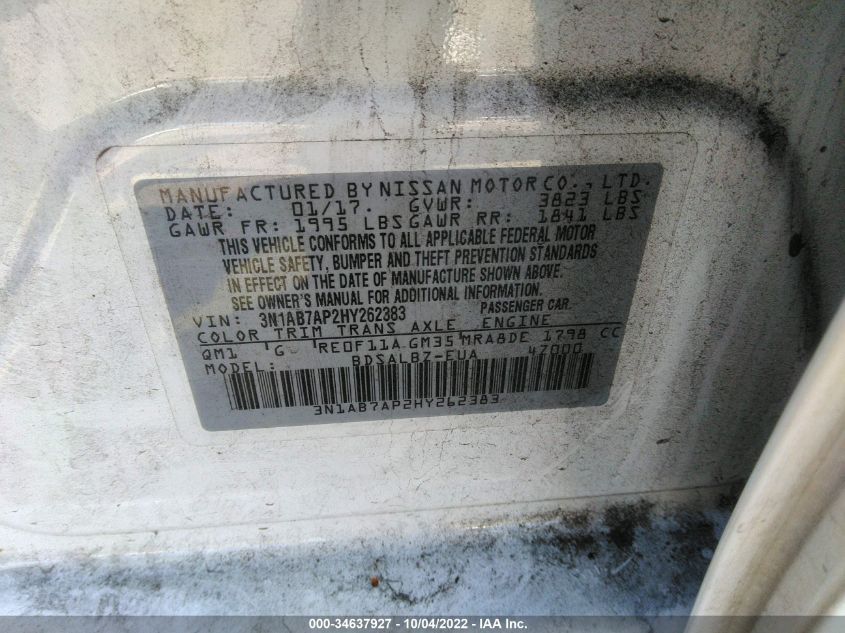 MANUFACTURED BY NISSAN MOTOR CO., LTD.
DATE: 01/17. GVWR: 3823 LBS
GAWR FR: 1995 LBS GAWR RR: 1841 LBS
THIS VEHICLE CONFORMS TO ALL APPLICABLE FEDERAL MOTOR
VEHICLE SAFETY, BUMPER AND THEFT PREVENTION STANDARDS
IN EFFECT ON THE DATE OF MANUFACTURE SHOWN ABOVE.
SEE OWNER'S MANUAL FOR ADDITIONAL INFORMATION.
VIN: 3N1AB7AP2HY262383 PASSENGER CAR.
COLOR TRIM TRANS AXLE ENGINE
QM1 G RE0F11A GM35 MRA8DE 1798 CC
MODEL: BDSALBZ-EUA 47000
3N1AB7AP2HY262383
000-34637927 - 10/04/2022 - IAA Inc.